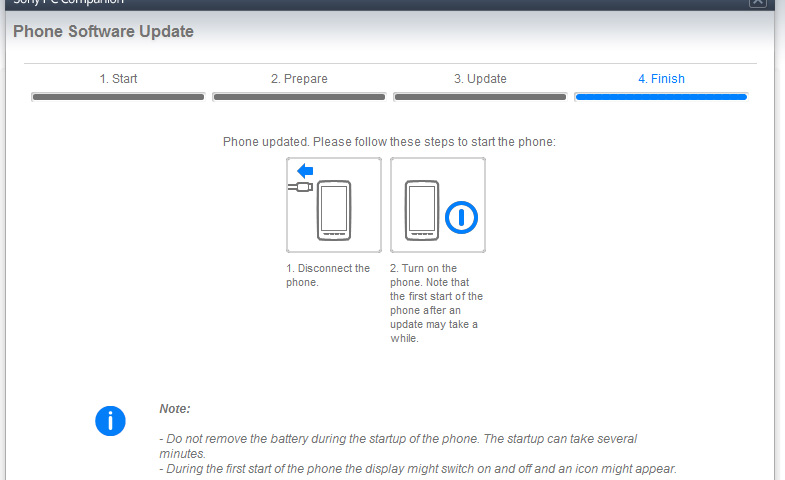 Sony PC Companion
Phone Software Update
1. Start 2. Prepare 3. Update 4. Finish
Phone updated. Please follow these steps to start the phone:
1. Disconnect the
phone.
2. Turn on the
phone. Note that
the first start of the
phone after an
update may take a
while.
Note:
- Do not remove the battery during the startup of the phone. The startup can take several
minutes.
- During the first start of the phone the display might switch on and off and an icon might appear.